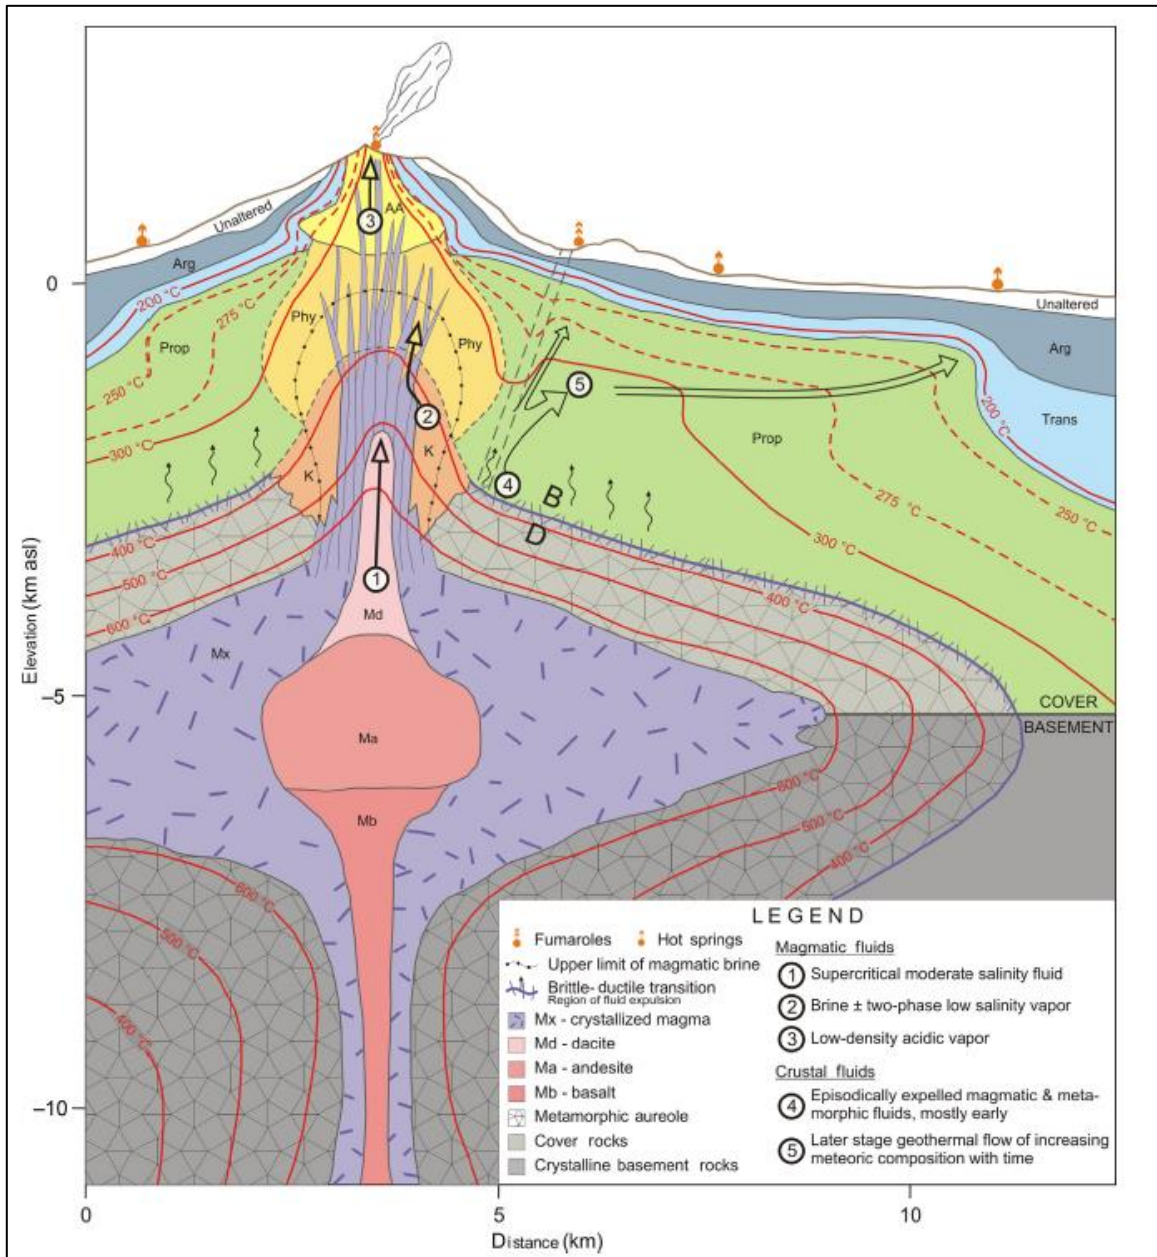 AA
3
Unaltered
Arg
0
200 °C
275 °C
250 °C
300 °C
Prop
Phy
Phy
2
K
K
5
4
B
D
Prop
Unaltered
Arg
Trans
200 °C
250 °C
275 °C
300 °C
400 °C
500 °C
600 °C
400 °C
1
Md
Mx
Elevation (km asl)
–5
Ma
Mb
COVER
BASEMENT
600 °C
500 °C
400 °C
600 °C
500 °C
400 °C
–10
LEGEND
Fumaroles
Hot springs
Upper limit of magmatic brine
Brittle- ductile transition
Region of fluid expulsion
Mx - crystallized magma
Md - dacite
Ma - andesite
Mb - basalt
Metamorphic aureole
Cover rocks
Crystalline basement rocks
Magmatic fluids
1 Supercritical moderate salinity fluid
2 Brine ± two-phase low salinity vapor
3 Low-density acidic vapor
Crustal fluids
4 Episodically expelled magmatic & meta-
morphic fluids, mostly early
5 Later stage geothermal flow of increasing
meteoric composition with time
0
5
10
Distance (km)